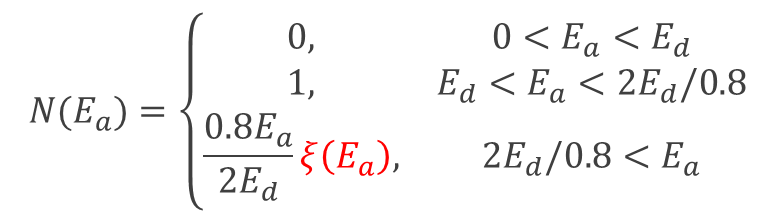 0, 0 < E_a < E_d
N(E_a) = { 1, E_d < E_a < 2E_d/0.8
0.8E_a/2E_d ξ(E_a), 2E_d/0.8 < E_a